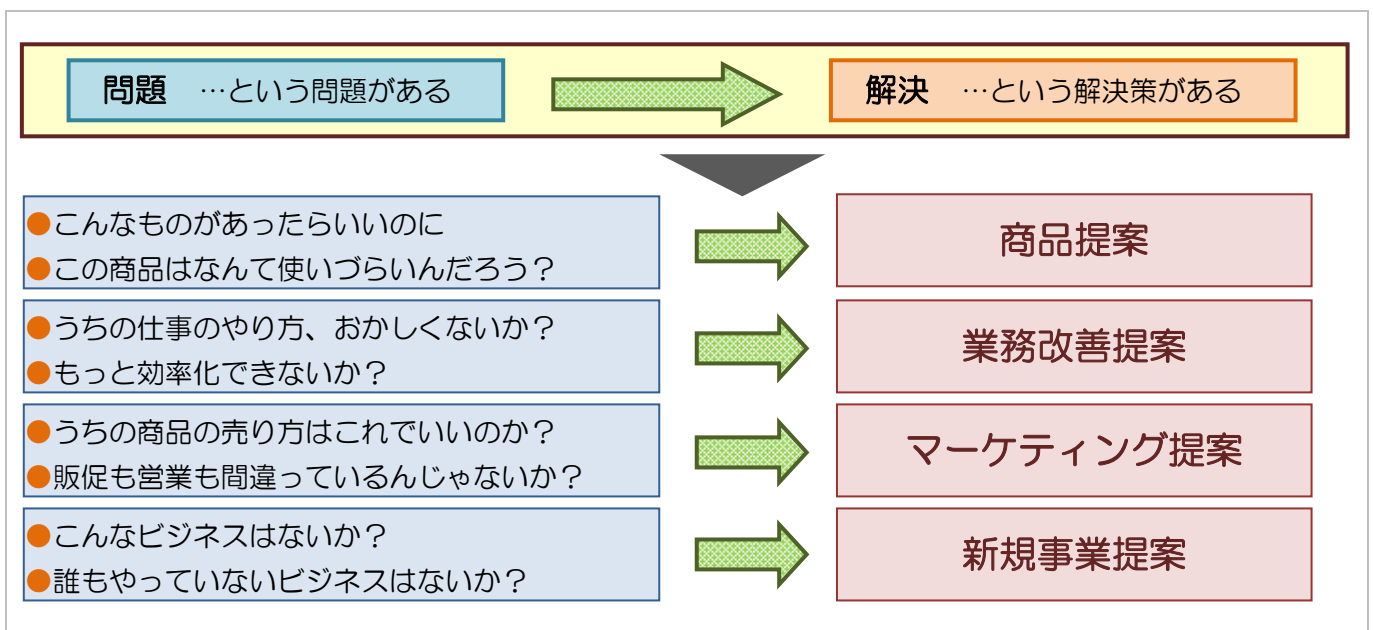 問題 …という問題がある
解決 …という解決策がある
●こんなものがあったらいいのに
●この商品はなんて使いづらいんだろう？
商品提案
●うちの仕事のやり方、おかしくないか？
●もっと効率化できないか？
業務改善提案
●うちの商品の売り方はこれでいいのか？
●販促も営業も間違っているんじゃないか？
マーケティング提案
●こんなビジネスはないか？
●誰もやっていないビジネスはないか？
新規事業提案